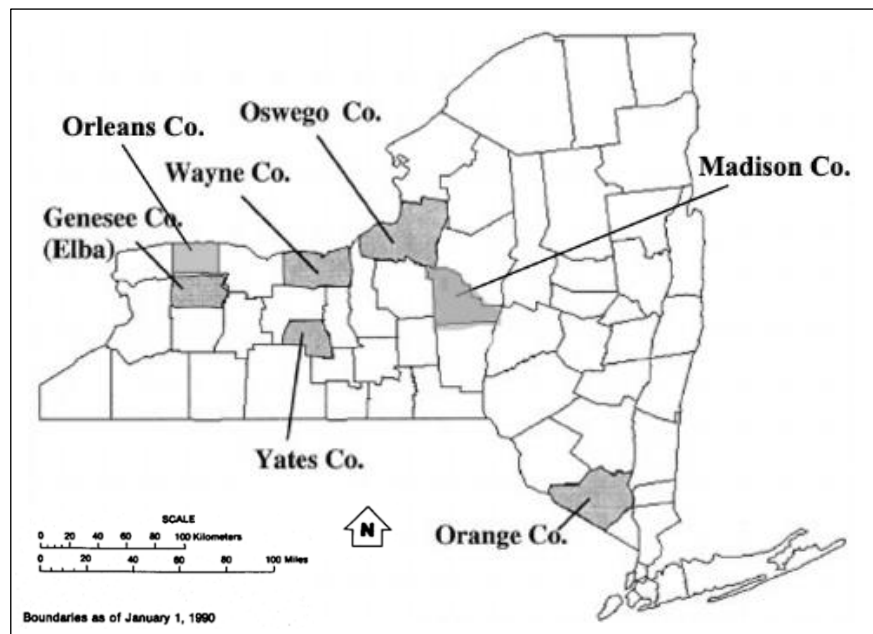 Oswego Co.
Orleans Co.
Wayne Co.
Madison Co.
Genesee Co.
(Elba)
Yates Co.
Orange Co.
N
SCALE
0 20 40 60 80 100 Kilometers
0 20 40 60 80 100 Miles
Boundaries as of January 1, 1990